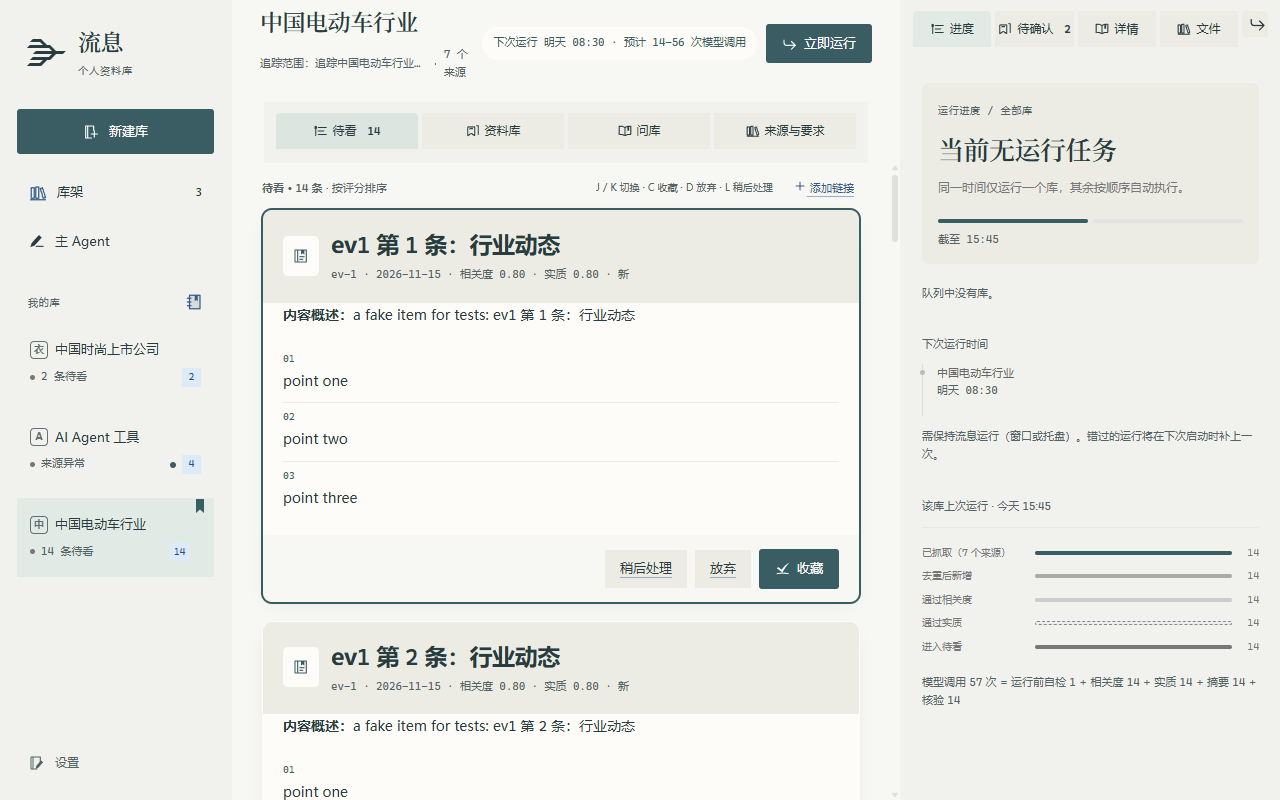 流息
个人资料库
新建库
库架 3
主 Agent
我的库
衣 中国时尚上市公司
2 条待看 2
A AI Agent 工具
来源异常 4
中 中国电动车行业
14 条待看 14
设置
中国电动车行业
追踪范围：追踪中国电动车行业… · 7 个来源
下次运行 明天 08:30 · 预计 14–56 次模型调用
立即运行
待看 14
资料库
问库
来源与要求
待看 • 14 条 · 按评分排序
J / K 切换 · C 收藏 · D 放弃 · L 稍后处理
添加链接
ev1 第 1 条：行业动态
ev-1 · 2026-11-15 · 相关度 0.80 · 实质 0.80 · 新
内容概述：a fake item for tests: ev1 第 1 条：行业动态
01
point one
02
point two
03
point three
稍后处理
放弃
收藏
ev1 第 2 条：行业动态
ev-1 · 2026-11-15 · 相关度 0.80 · 实质 0.80 · 新
内容概述：a fake item for tests: ev1 第 2 条：行业动态
01
point one
进度
待确认 2
详情
文件
运行进度 / 全部库
当前无运行任务
同一时间仅运行一个库，其余按顺序自动执行。
截至 15:45
队列中没有库。
下次运行时间
中国电动车行业
明天 08:30
需保持流息运行（窗口或托盘）。错过的运行将在下次启动时补上一
次。
该库上次运行 · 今天 15:45
已抓取（7 个来源） 14
去重后新增 14
通过相关度 14
通过实质 14
进入待看 14
模型调用 57 次 = 运行前自检 1 + 相关度 14 + 实质 14 + 摘要 14 +
核验 14